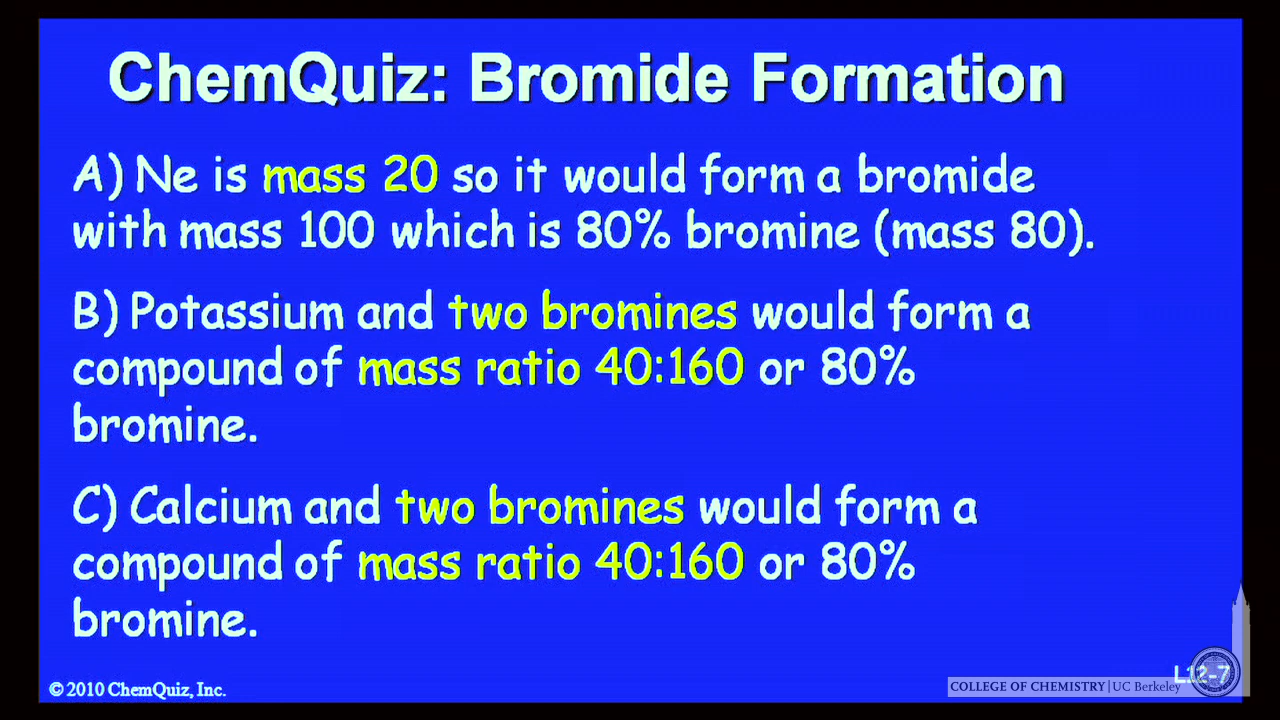 ChemQuiz: Bromide Formation
A) Ne is mass 20 so it would form a bromide
with mass 100 which is 80% bromine (mass 80).
B) Potassium and two bromines would form a
compound of mass ratio 40:160 or 80%
bromine.
C) Calcium and two bromines would form a
compound of mass ratio 40:160 or 80%
bromine.
© 2010 ChemQuiz, Inc.
L12-7
COLLEGE OF CHEMISTRY | UC Berkeley